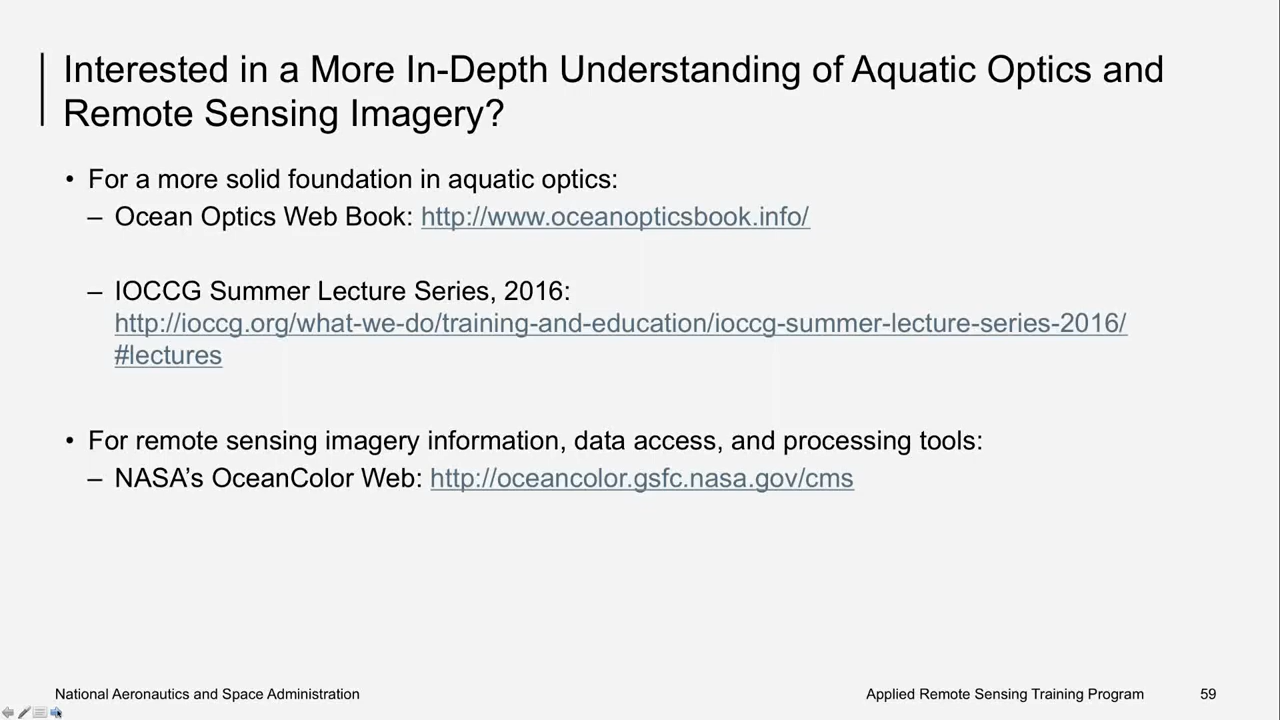 Interested in a More In-Depth Understanding of Aquatic Optics and
Remote Sensing Imagery?
• For a more solid foundation in aquatic optics:
– Ocean Optics Web Book: http://www.oceanopticsbook.info/
– IOCCG Summer Lecture Series, 2016:
http://ioccg.org/what-we-do/training-and-education/ioccg-summer-lecture-series-2016/
#lectures
• For remote sensing imagery information, data access, and processing tools:
– NASA’s OceanColor Web: http://oceancolor.gsfc.nasa.gov/cms
National Aeronautics and Space Administration
Applied Remote Sensing Training Program
59